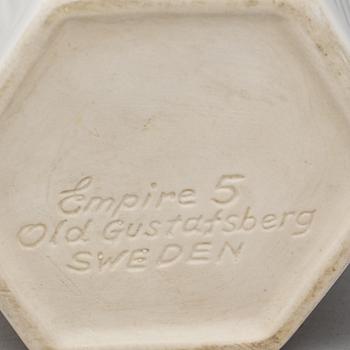 Empire 5
Old Gustafsberg
SWEDEN